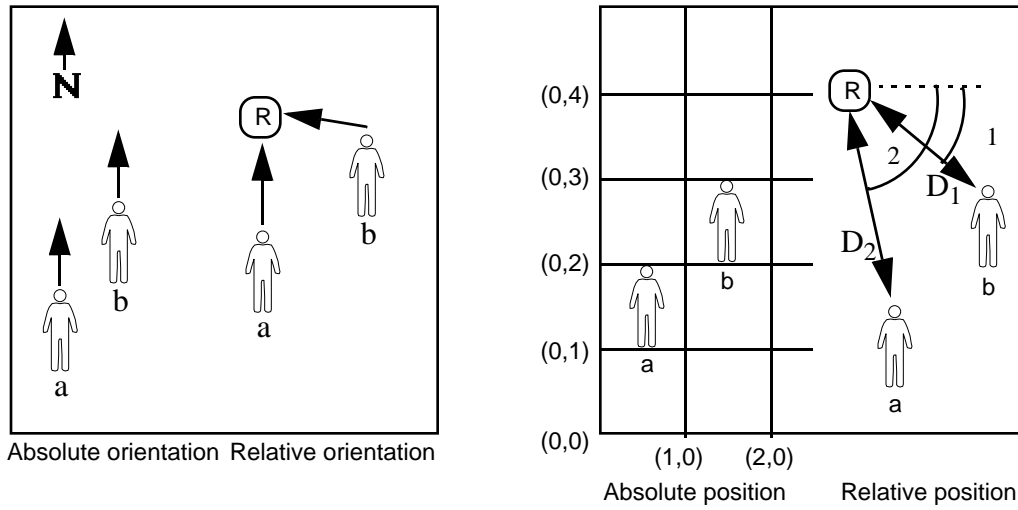 N
R
b
b
a
a
Absolute orientation Relative orientation
(0,4)
(0,3)
(0,2)
(0,1)
(0,0)
(1,0) (2,0)
R
1
2
D1
D2
b
b
a
a
Absolute position Relative position